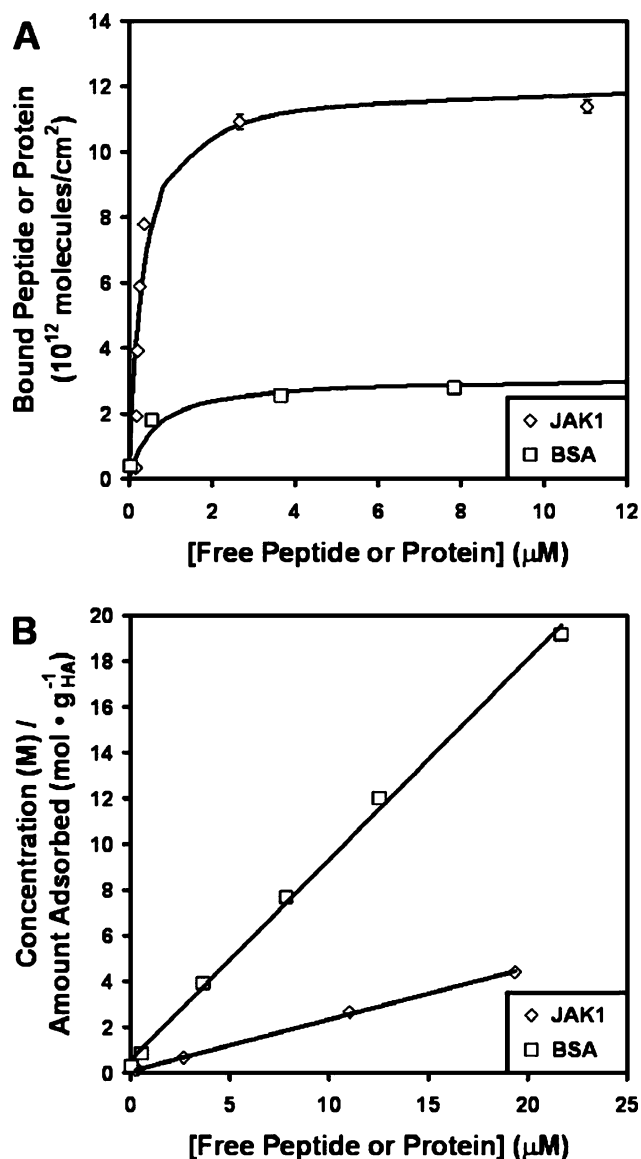 A
14
12
10
8
6
4
2
0
Bound Peptide or Protein
(10¹² molecules/cm²)
JAK1
BSA
0 2 4 6 8 10 12
[Free Peptide or Protein] (μM)
B
20
18
16
14
12
10
8
6
4
2
0
Concentration (M) /
Amount Adsorbed (mol • g⁻¹HA)
JAK1
BSA
0 5 10 15 20 25
[Free Peptide or Protein] (μM)